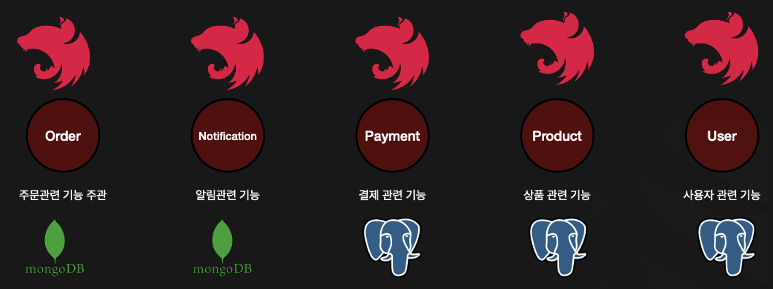 Order
Notification
Payment
Product
User
주문관련 기능 주관
알림관련 기능
결제 관련 기능
상품 관련 기능
사용자 관련 기능
mongoDB
mongoDB